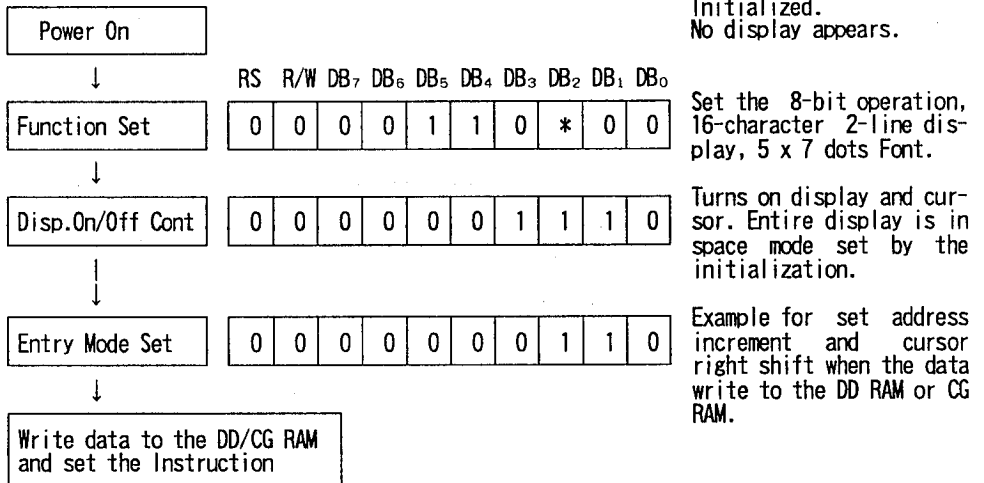 Initialized.
Power On
No display appears.
↓
RS R/W DB₇ DB₆ DB₅ DB₄ DB₃ DB₂ DB₁ DB₀
Function Set
0 0 0 0 1 1 0 * 0 0
Set the 8-bit operation,
16-character 2-line dis-
play, 5 x 7 dots Font.
↓
Disp.On/Off Cont
0 0 0 0 0 0 1 1 1 0
Turns on display and cur-
sor. Entire display is in
space mode set by the
initialization.
↓
Entry Mode Set
0 0 0 0 0 0 0 1 1 0
Example for set address
increment and cursor
right shift when the data
write to the DD RAM or CG
RAM.
↓
Write data to the DD/CG RAM
and set the Instruction